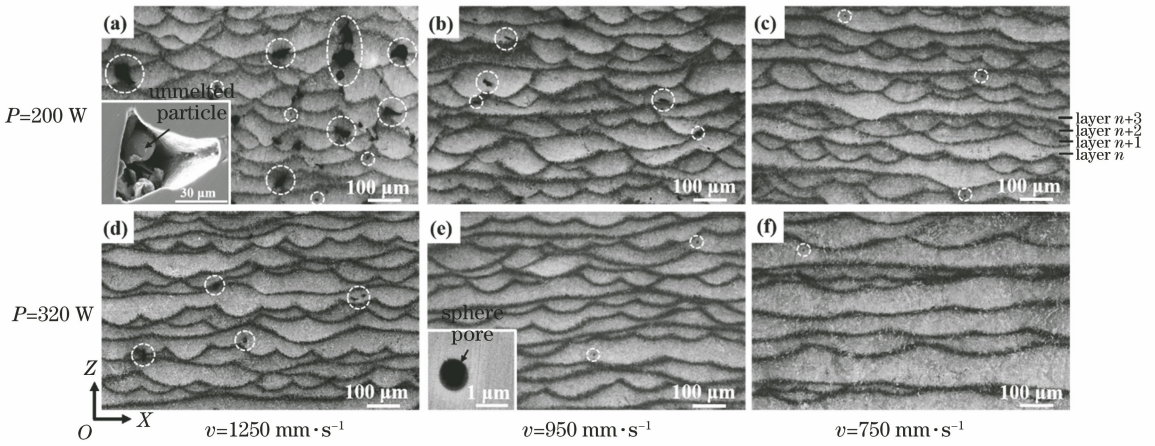 (a)
(b)
(c)
unmelted
particle
P=200 W
30 μm
100 μm
100 μm
100 μm
layer n+3
layer n+2
layer n+1
layer n
(d)
(e)
(f)
P=320 W
sphere
pore
1 μm
100 μm
100 μm
100 μm
Z
O
X
v=1250 mm·s⁻¹
v=950 mm·s⁻¹
v=750 mm·s⁻¹